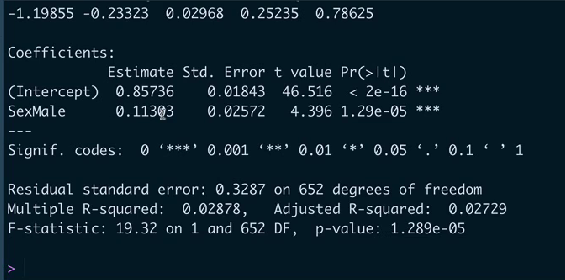 -1.19855 -0.23323  0.02968  0.25235  0.78625
Coefficients:
            Estimate Std. Error t value Pr(>|t|)
(Intercept)  0.85736    0.01843  46.516  < 2e-16 ***
SexMale      0.11303    0.02572   4.396 1.29e-05 ***
---
Signif. codes:  0 ‘***’ 0.001 ‘**’ 0.01 ‘*’ 0.05 ‘.’ 0.1 ‘ ’ 1
Residual standard error: 0.3287 on 652 degrees of freedom
Multiple R-squared:  0.02878,	Adjusted R-squared:  0.02729
F-statistic: 19.32 on 1 and 652 DF,  p-value: 1.289e-05
>